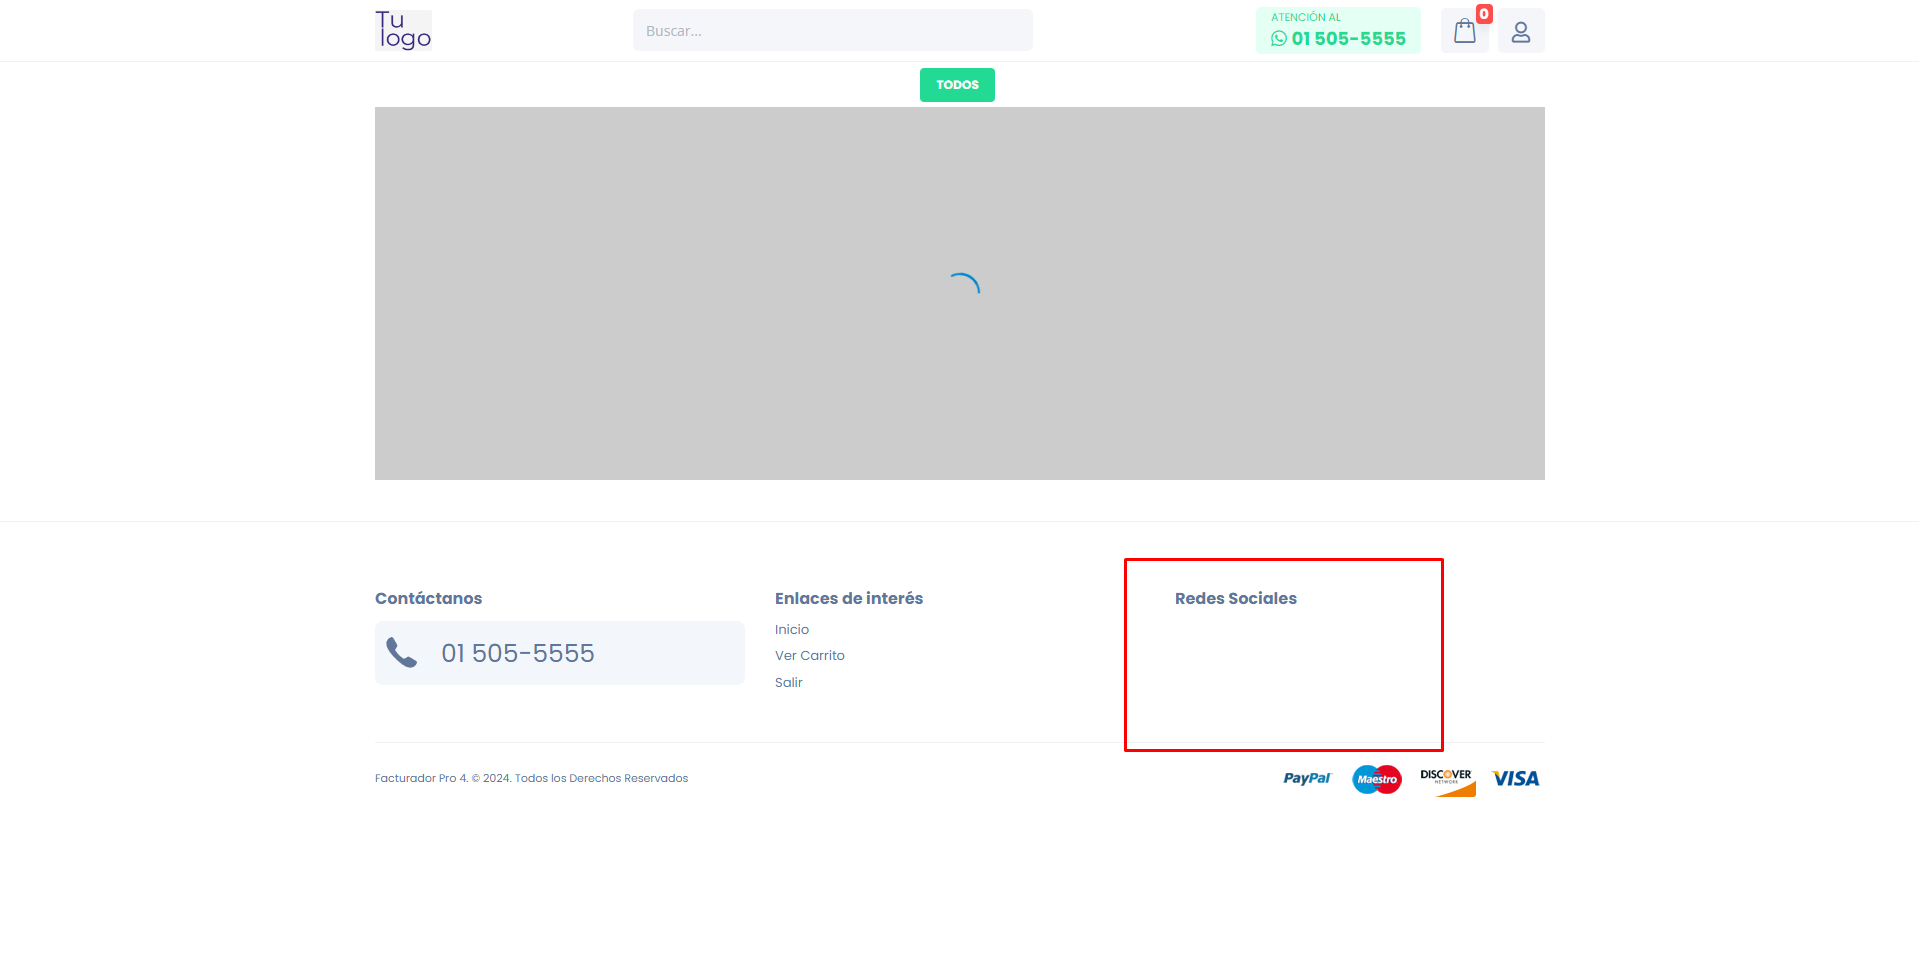 Tu
logo
Buscar...
ATENCIÓN AL
01 505-5555
0
TODOS
Contáctanos
01 505-5555
Enlaces de interés
Inicio
Ver Carrito
Salir
Redes Sociales
Facturador Pro 4. © 2024. Todos los Derechos Reservados
PayPal
Maestro
DISCOVER
NETWORK
VISA